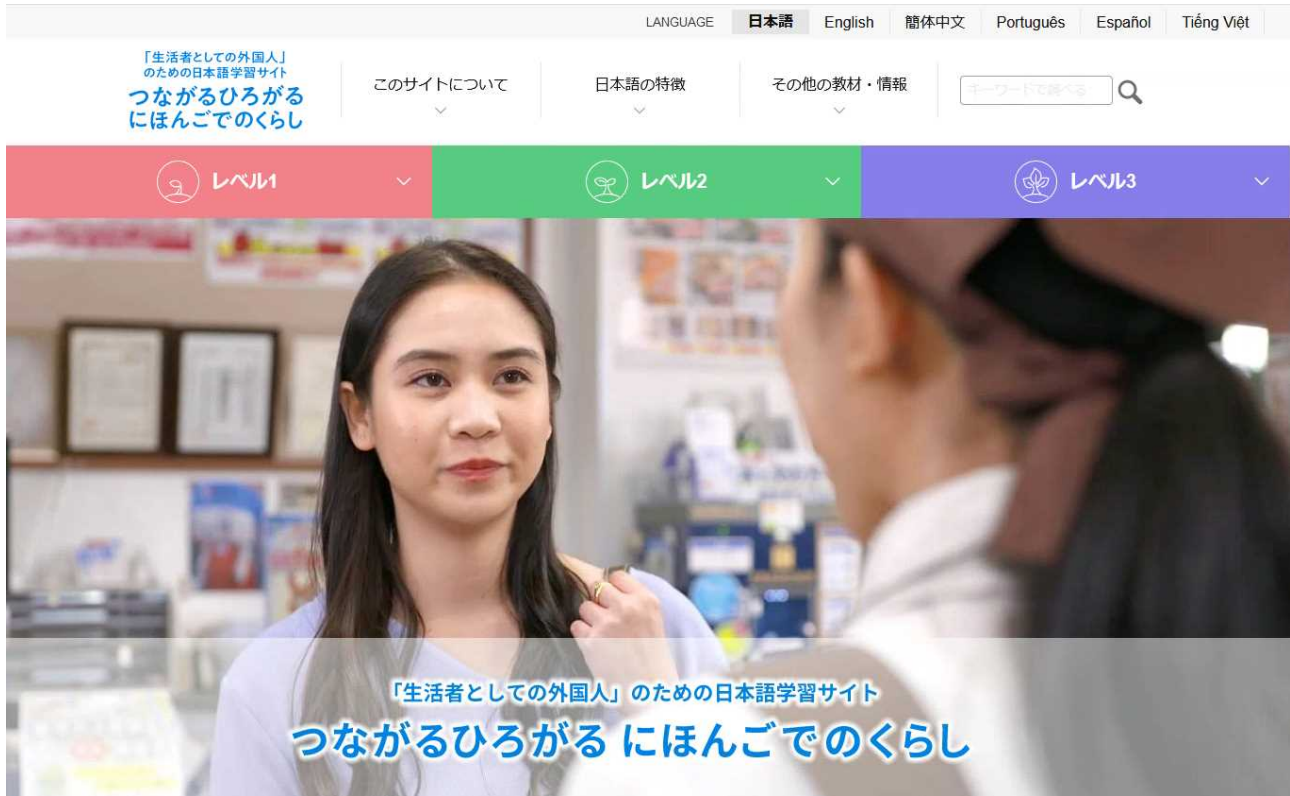 LANGUAGE 日本語 English 簡体中文 Português Español Tiếng Việt
「生活者としての外国人」
のための日本語学習サイト
つながるひろがる
にほんごでのくらし
このサイトについて 日本語の特徴 その他の教材・情報 キーワードで調べる
レベル1 レベル2 レベル3
「生活者としての外国人」のための日本語学習サイト
つながるひろがる にほんごでのくらし